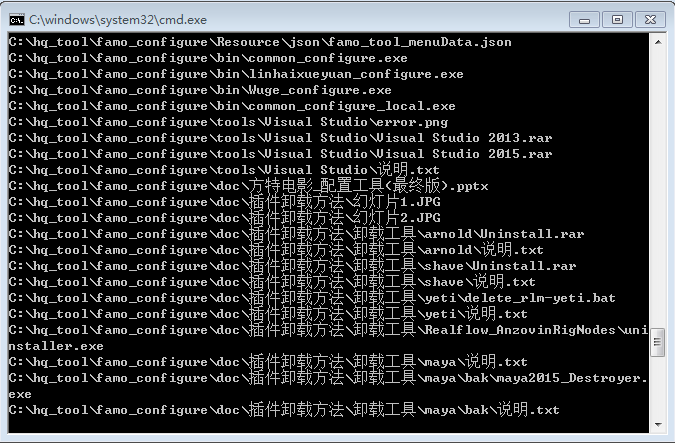 C:\windows\system32\cmd.exe
C:\hq_tool\famo_configure\Resource\json\famo_tool_menuData.json
C:\hq_tool\famo_configure\bin\common_configure.exe
C:\hq_tool\famo_configure\bin\linhaixueyuan_configure.exe
C:\hq_tool\famo_configure\bin\Wuge_configure.exe
C:\hq_tool\famo_configure\bin\common_configure_local.exe
C:\hq_tool\famo_configure\tools\Visual Studio\error.png
C:\hq_tool\famo_configure\tools\Visual Studio\Visual Studio 2013.rar
C:\hq_tool\famo_configure\tools\Visual Studio\Visual Studio 2015.rar
C:\hq_tool\famo_configure\tools\Visual Studio\说明.txt
C:\hq_tool\famo_configure\doc\方特电影_配置工具(最终版).pptx
C:\hq_tool\famo_configure\doc\插件卸载方法\幻灯片1.JPG
C:\hq_tool\famo_configure\doc\插件卸载方法\幻灯片2.JPG
C:\hq_tool\famo_configure\doc\插件卸载方法\卸载工具\arnold\Uninstall.rar
C:\hq_tool\famo_configure\doc\插件卸载方法\卸载工具\arnold\说明.txt
C:\hq_tool\famo_configure\doc\插件卸载方法\卸载工具\shave\Uninstall.rar
C:\hq_tool\famo_configure\doc\插件卸载方法\卸载工具\shave\说明.txt
C:\hq_tool\famo_configure\doc\插件卸载方法\卸载工具\yeti\delete_rlm-yeti.bat
C:\hq_tool\famo_configure\doc\插件卸载方法\卸载工具\yeti\说明.txt
C:\hq_tool\famo_configure\doc\插件卸载方法\卸载工具\Realflow_AnzovinRigNodes\uni
nstaller.exe
C:\hq_tool\famo_configure\doc\插件卸载方法\卸载工具\maya\说明.txt
C:\hq_tool\famo_configure\doc\插件卸载方法\卸载工具\maya\bak\maya2015_Destroyer.
exe
C:\hq_tool\famo_configure\doc\插件卸载方法\卸载工具\maya\bak\说明.txt